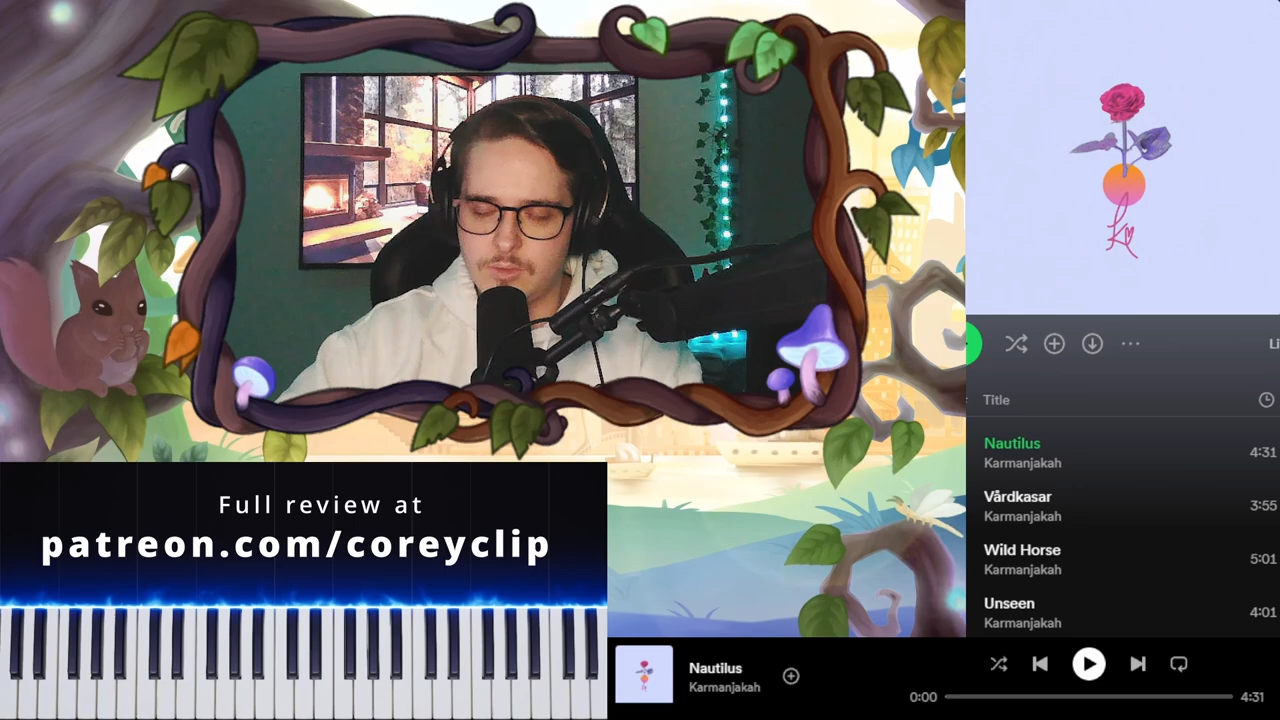 Full review at
patreon.com/coreyclip
Li
Title
Nautilus
Karmanjakah
4:31
Vårdkasar
Karmanjakah
3:55
Wild Horse
Karmanjakah
5:01
Unseen
Karmanjakah
4:01
Nautilus
Karmanjakah
0:00
4:31